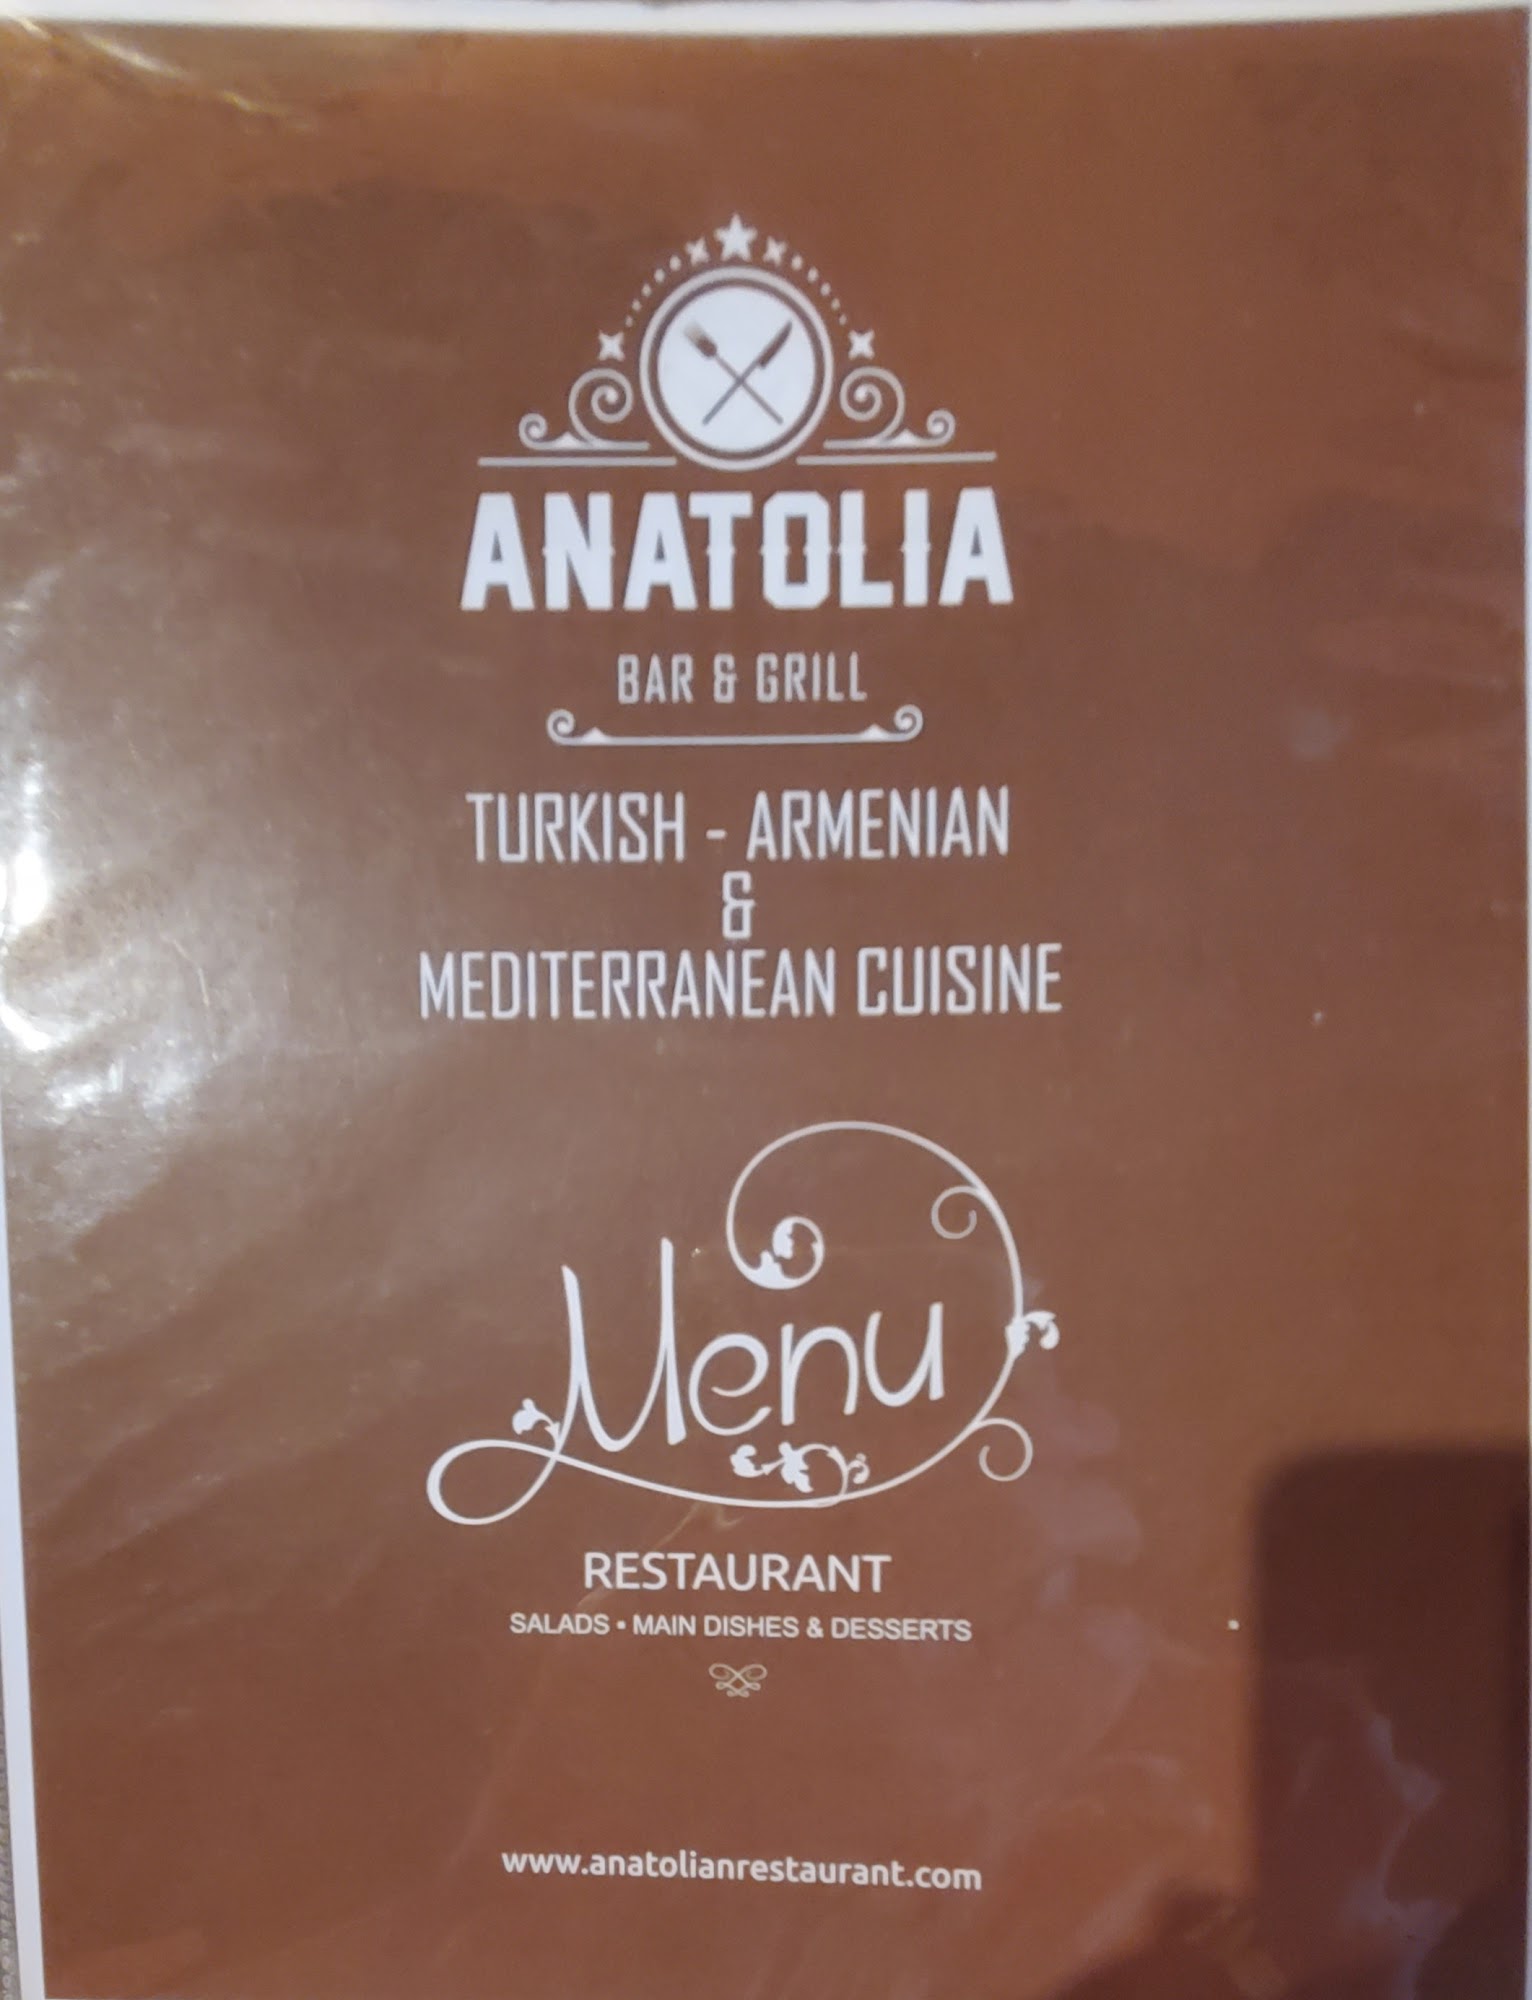 ANATOLIA
BAR & GRILL
TURKISH - ARMENIAN
&
MEDITERRANEAN CUISINE
Menu
RESTAURANT
SALADS • MAIN DISHES & DESSERTS
www.anatolianrestaurant.com